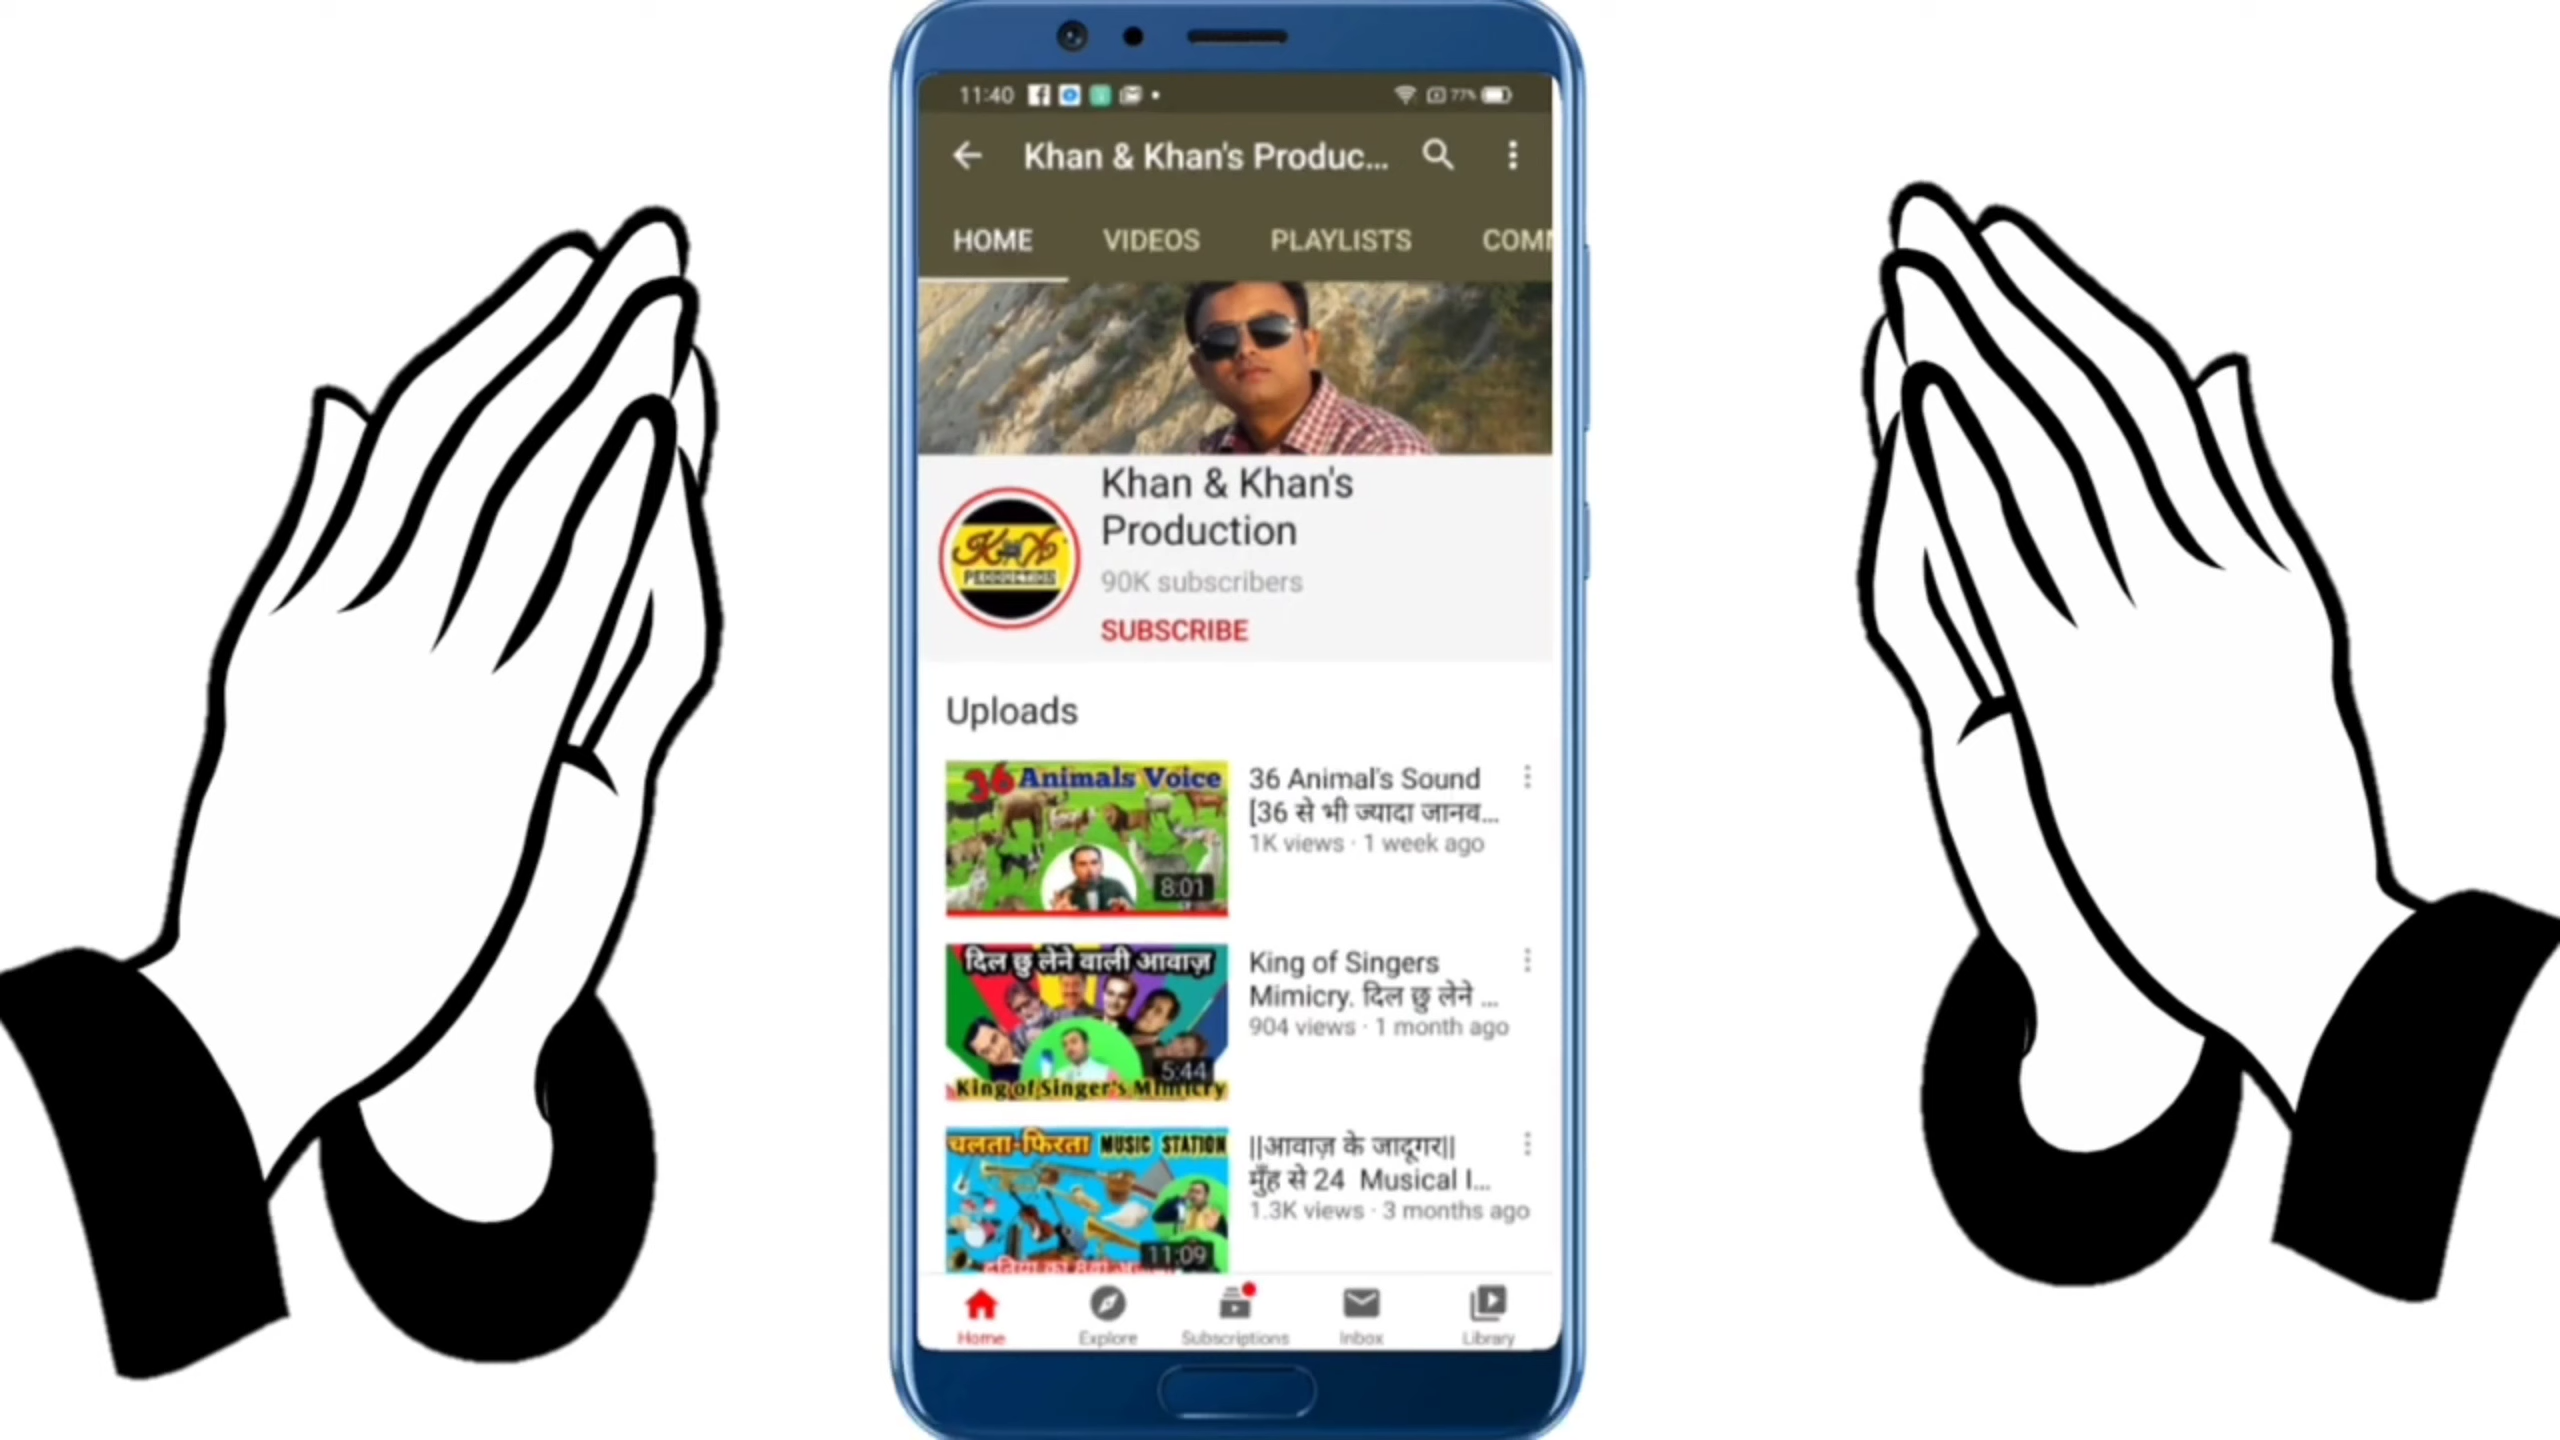 11:40
77%
Khan & Khan's Produc...
HOME VIDEOS PLAYLISTS COM
Khan & Khan's
Production
90K subscribers
SUBSCRIBE
Uploads
36 Animals Voice
8:01
36 Animal's Sound
[36 से भी ज्यादा जानव...
1K views · 1 week ago
दिल छु लेने वाली आवाज़
5:44
King of Singer's Mimicry
King of Singers
Mimicry. दिल छु लेने ...
904 views · 1 month ago
चलता-फिरता MUSIC STATION
11:09
||आवाज़ के जादूगर||
मुँह से 24 Musical I...
1.3K views · 3 months ago
Home Explore Subscriptions Inbox Library